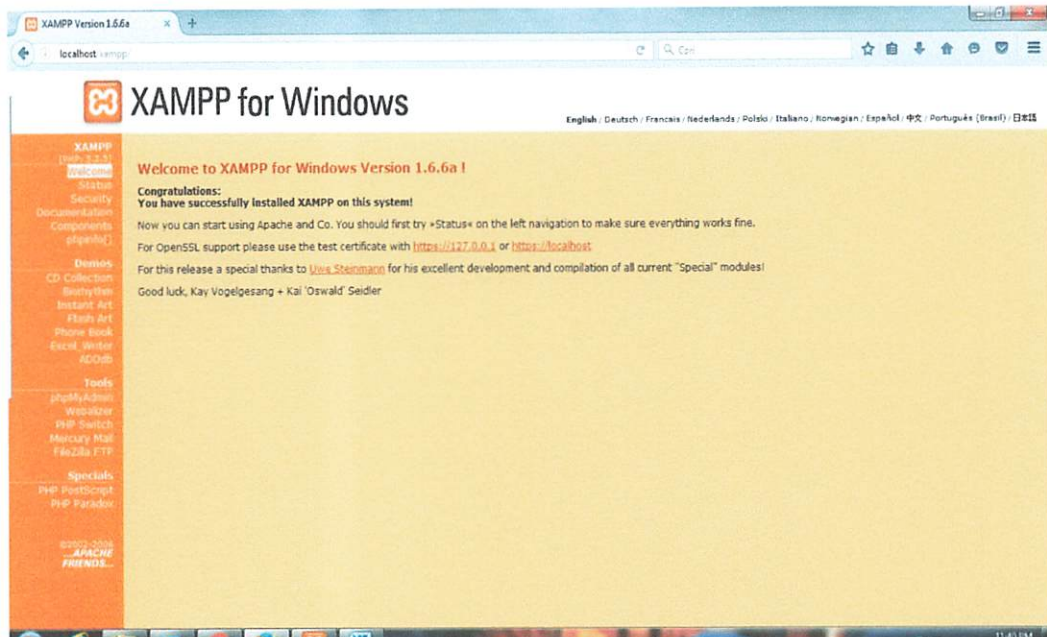 XAMPP Version 1.6.6a
localhost/xampp/
Cari
XAMPP for Windows
English / Deutsch / Francais / Nederlands / Polski / Italiano / Norwegian / Español / 中文 / Português (Brasil) / 日本語
XAMPP
Welcome
Status
Security
Documentation
Components
phpinfo()
Demos
CD Collection
Biorhythm
Instant Art
Flash Art
Phone Book
Excel_Writer
ADOdb
Tools
phpMyAdmin
Webalizer
PHP Switch
Mercury Mail
FileZilla FTP
Specials
PHP PostScript
PHP Paradox
...APACHE
FRIENDS...
Welcome to XAMPP for Windows Version 1.6.6a !
Congratulations:
You have successfully installed XAMPP on this system!
Now you can start using Apache and Co. You should first try »Status« on the left navigation to make sure everything works fine.
For OpenSSL support please use the test certificate with https://127.0.0.1 or https://localhost
For this release a special thanks to Uwe Steinmann for his excellent development and compilation of all current "Special" modules!
Good luck, Kay Vogelgesang + Kai 'Oswald' Seidler